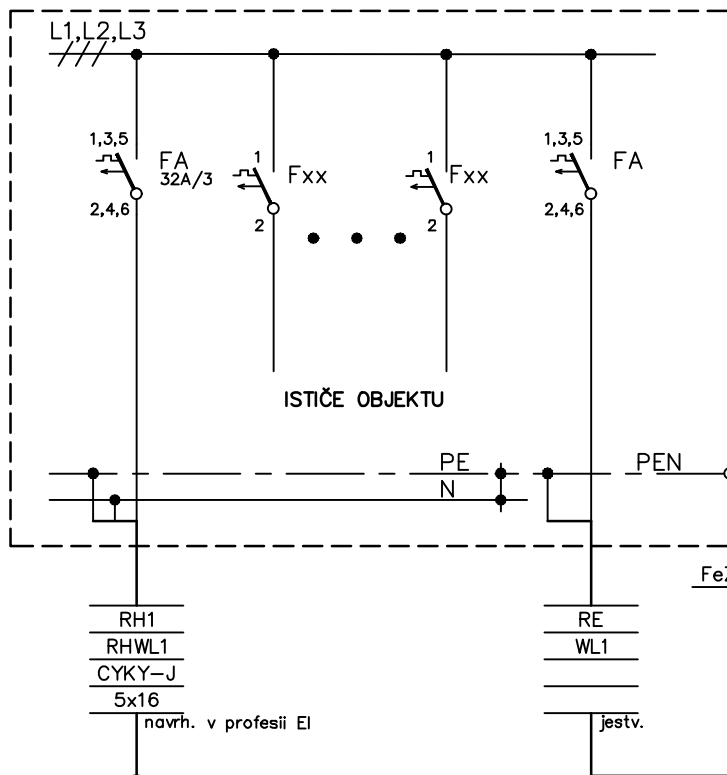 L1,L2,L3
1,3,5
FA
32A/3
2,4,6
1
Fxx
2
1
Fxx
2
1,3,5
FA
2,4,6
ISTIČE OBJEKTU
PE
PEN
N
FeZ
RH1
RHWL1
CYKY-J
5x16
navrh. v profesii El
RE
WL1
jestv.